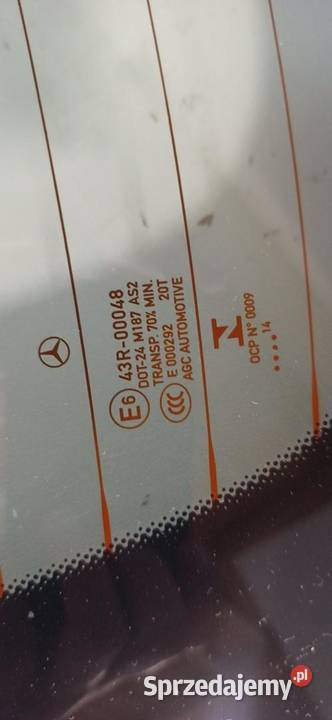 E6
43R-00048
DOT-24 M187 AS2
TRANSP. 70% MIN.
E 000292 20T
CCC
AGC AUTOMOTIVE
OCP N° 0009
....14
Sprzedajemy.pl